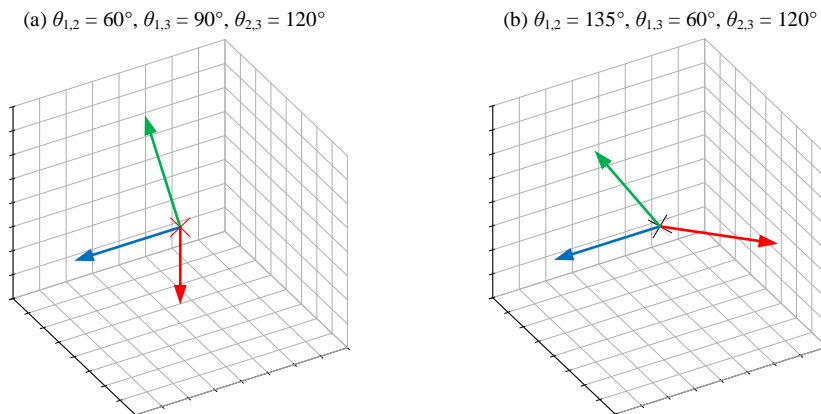 (a) θ1,2 = 60°, θ1,3 = 90°, θ2,3 = 120°
(b) θ1,2 = 135°, θ1,3 = 60°, θ2,3 = 120°